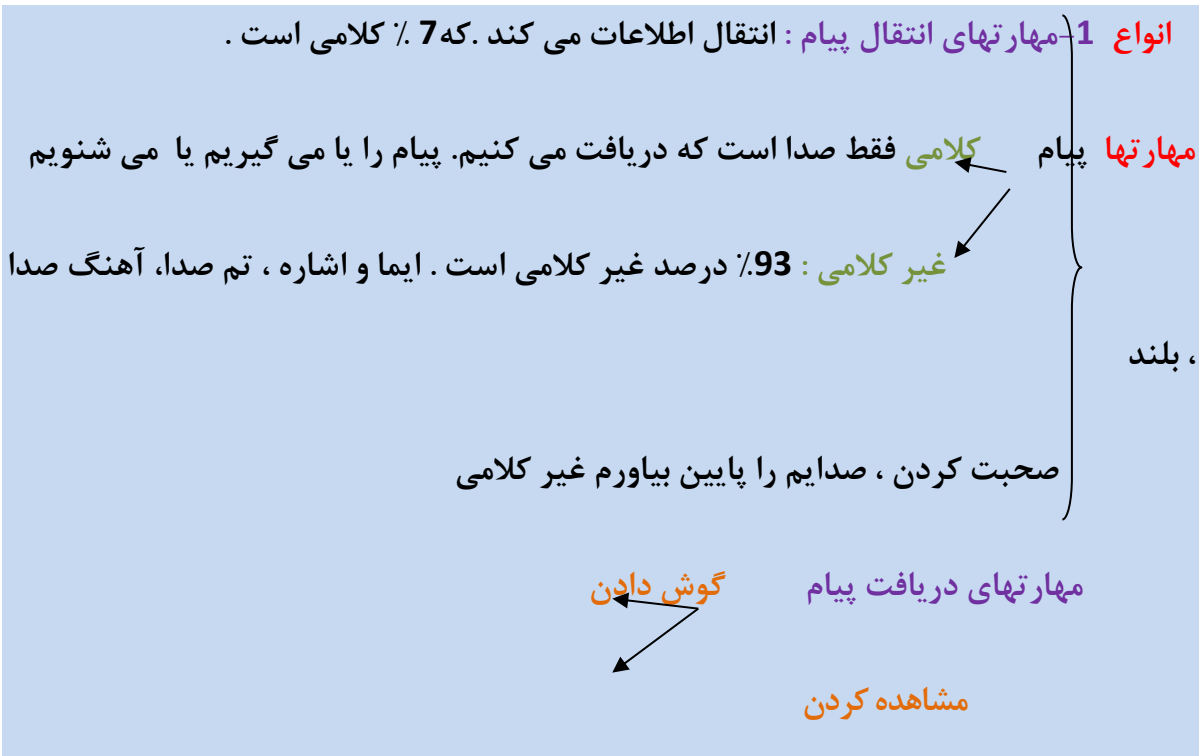 انواع 1-مهارتهای انتقال پیام : انتقال اطلاعات می کند .که7 ٪ کلامی است .
مهارتها پیام کلامی فقط صدا است که دریافت می کنیم. پیام را یا می گیریم یا می شنویم
غیر کلامی : 93٪ درصد غیر کلامی است . ایما و اشاره ، تم صدا، آهنگ صدا
، بلند
صحبت کردن ، صدایم را پایین بیاورم غیر کلامی
مهارتهای دریافت پیام گوش دادن
مشاهده کردن